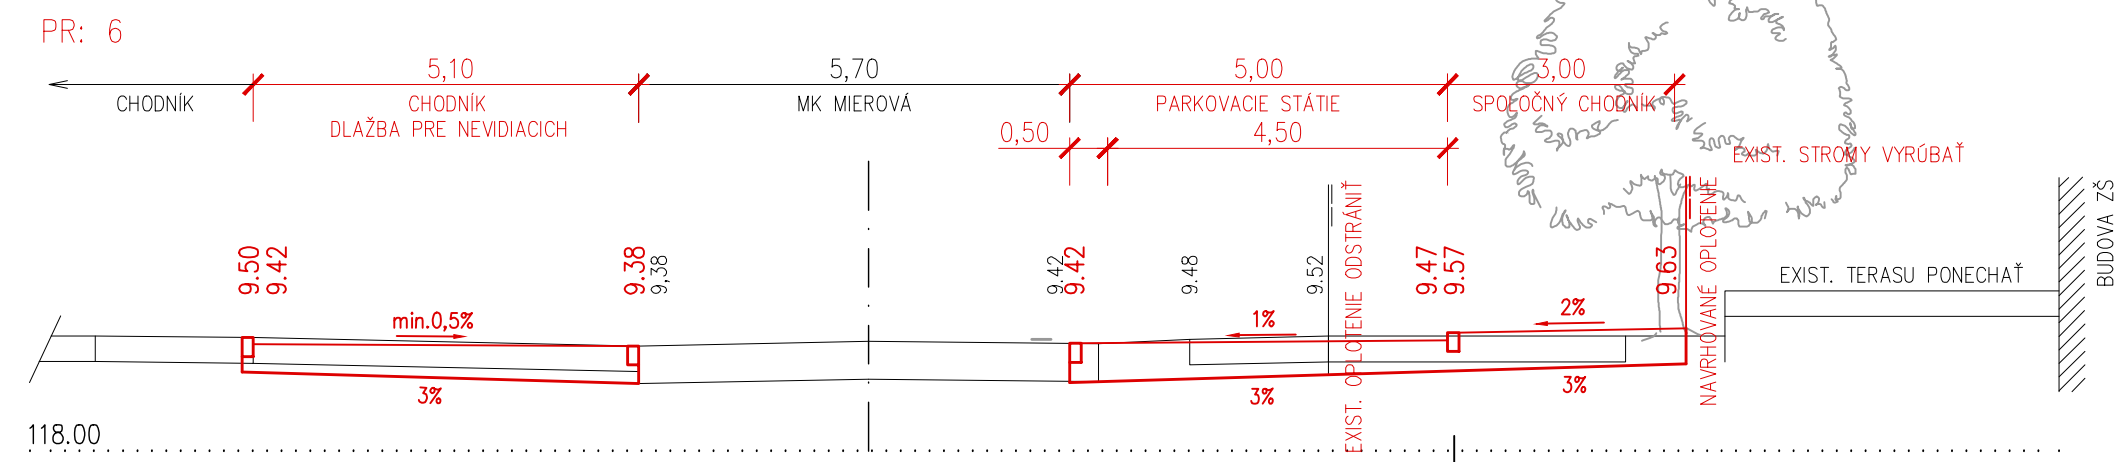 PR: 6
5,10
5,70
5,00
3,00
CHODNÍK
CHODNÍK
MK MIEROVÁ
PARKOVACIE STÁTIE
SPOLOČNÝ CHODNÍK
DLAŽBA PRE NEVIDIACICH
0,50
4,50
EXIST. STROMY VYRÚBAŤ
9.50
9.42
9.38
9,38
9.42
9.42
9.48
9.52
EXIST. OPLOTENIE ODSTRÁNIŤ
9.47
9.57
9.63
NAVRHOVANÉ OPLOTENIE
EXIST. TERASU PONECHAŤ
BUDOVA ZŠ
min.0,5%
1%
2%
3%
3%
3%
118.00